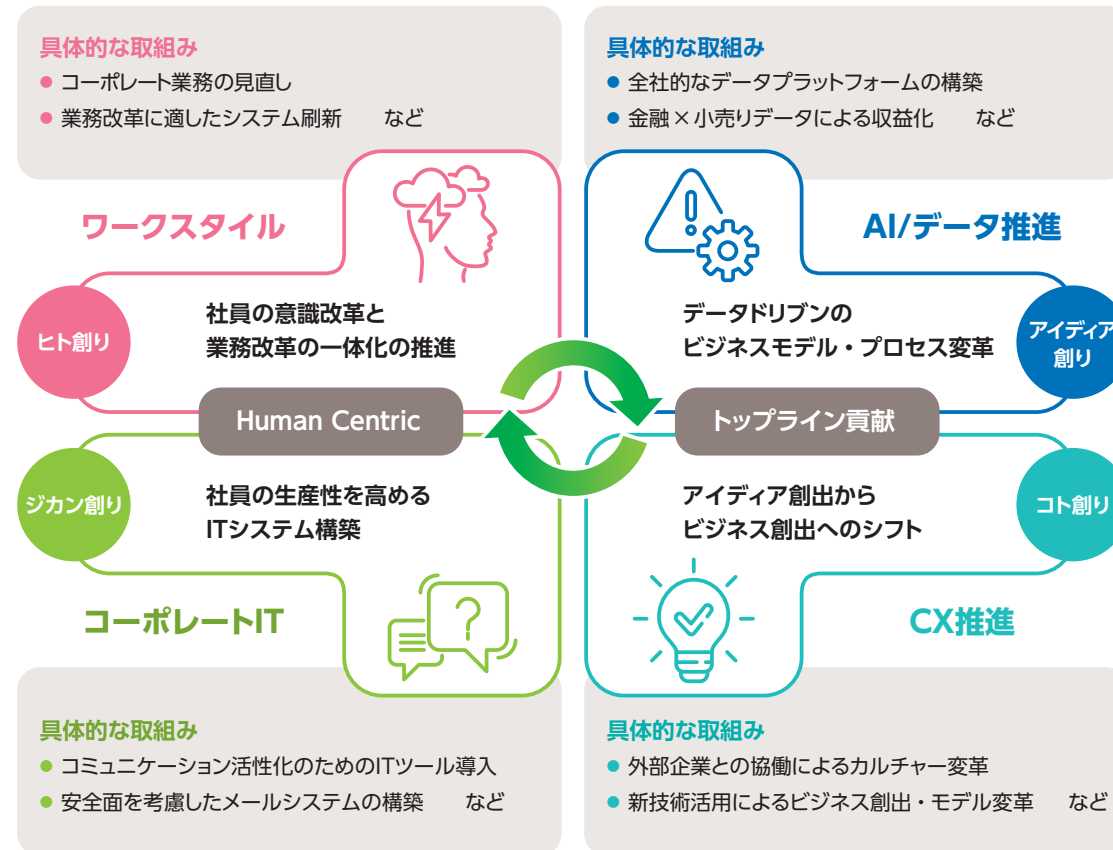 具体的な取組み
● コーポレート業務の見直し
● 業務改革に適したシステム刷新 など
ワークスタイル
ヒト創り
社員の意識改革と
業務改革の一体化の推進
具体的な取組み
● 全社的なデータプラットフォームの構築
● 金融×小売りデータによる収益化 など
AI/データ推進
データドリブンの
ビジネスモデル・プロセス変革
アイディア
創り
Human Centric
トップライン貢献
ジカン創り
社員の生産性を高める
ITシステム構築
?
コーポレートIT
具体的な取組み
● コミュニケーション活性化のためのITツール導入
● 安全面を考慮したメールシステムの構築 など
アイディア創出から
ビジネス創出へのシフト
コト創り
CX推進
具体的な取組み
● 外部企業との協働によるカルチャー変革
● 新技術活用によるビジネス創出・モデル変革 など